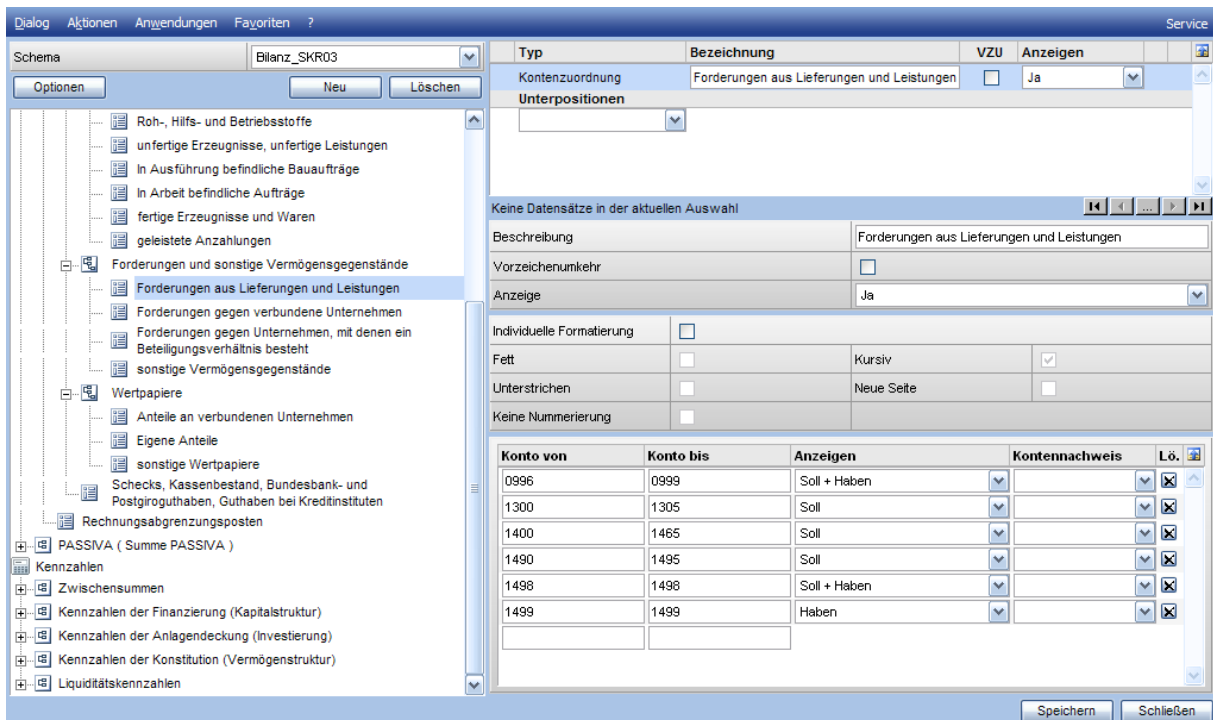 Dialog Aktionen Anwendungen Favoriten ? Service
Schema Bilanz_SKR03
Optionen Neu Löschen
Roh-, Hilfs- und Betriebsstoffe
unfertige Erzeugnisse, unfertige Leistungen
In Ausführung befindliche Bauaufträge
In Arbeit befindliche Aufträge
fertige Erzeugnisse und Waren
geleistete Anzahlungen
Forderungen und sonstige Vermögensgegenstände
Forderungen aus Lieferungen und Leistungen
Forderungen gegen verbundene Unternehmen
Forderungen gegen Unternehmen, mit denen ein
Beteiligungsverhältnis besteht
sonstige Vermögensgegenstände
Wertpapiere
Anteile an verbundenen Unternehmen
Eigene Anteile
sonstige Wertpapiere
Schecks, Kassenbestand, Bundesbank- und
Postgiroguthaben, Guthaben bei Kreditinstituten
Rechnungsabgrenzungsposten
PASSIVA ( Summe PASSIVA )
Kennzahlen
Zwischensummen
Kennzahlen der Finanzierung (Kapitalstruktur)
Kennzahlen der Anlagendeckung (Investierung)
Kennzahlen der Konstitution (Vermögenstruktur)
Liquiditätskennzahlen
Typ Bezeichnung VZU Anzeigen
Kontenzuordnung Forderungen aus Lieferungen und Leistungen Ja
Unterpositionen
Keine Datensätze in der aktuellen Auswahl ...
Beschreibung Forderungen aus Lieferungen und Leistungen
Vorzeichenumkehr
Anzeige Ja
Individuelle Formatierung
Fett Kursiv
Unterstrichen Neue Seite
Keine Nummerierung
Konto von Konto bis Anzeigen Kontennachweis Lö.
0996 0999 Soll + Haben
1300 1305 Soll
1400 1465 Soll
1490 1495 Soll
1498 1498 Soll + Haben
1499 1499 Haben
Speichern Schließen